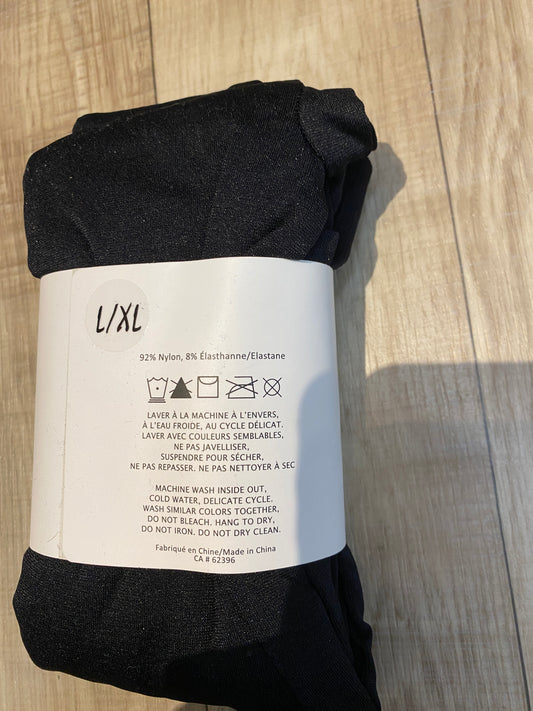 L/XL
92% Nylon, 8% Élasthanne/Elastane
LAVER À LA MACHINE À L'ENVERS,
À L'EAU FROIDE, AU CYCLE DÉLICAT.
LAVER AVEC COULEURS SEMBLABLES,
NE PAS JAVELLISER,
SUSPENDRE POUR SÉCHER,
NE PAS REPASSER. NE PAS NETTOYER À SEC
MACHINE WASH INSIDE OUT,
COLD WATER, DELICATE CYCLE.
WASH SIMILAR COLORS TOGETHER,
DO NOT BLEACH. HANG TO DRY,
DO NOT IRON. DO NOT DRY CLEAN.
Fabriqué en Chine/Made in China
CA # 62396